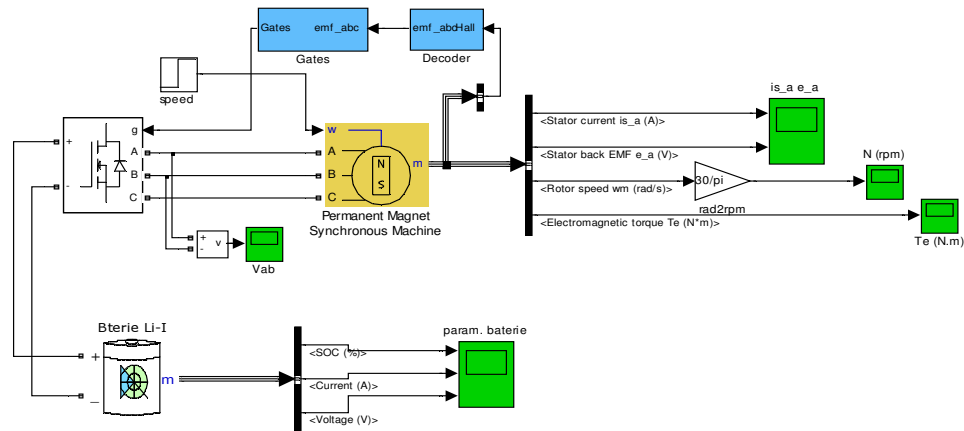 Gates
emf_abc
emf_abc
Hall
Gates
Decoder
speed
is_a e_a
g
+
A
-
B
C
w
A
B
C
m
N
S
Permanent Magnet
Synchronous Machine
<Stator current is_a (A)>
<Stator back EMF e_a (V)>
<Rotor speed wm (rad/s)>
30/pi
rad2rpm
<Electromagnetic torque Te (N*m)>
N (rpm)
Te (N.m)
+
-
v
Vab
Bterie Li-I
+
_
m
param. baterie
<SOC (%)>
<Current (A)>
<Voltage (V)>